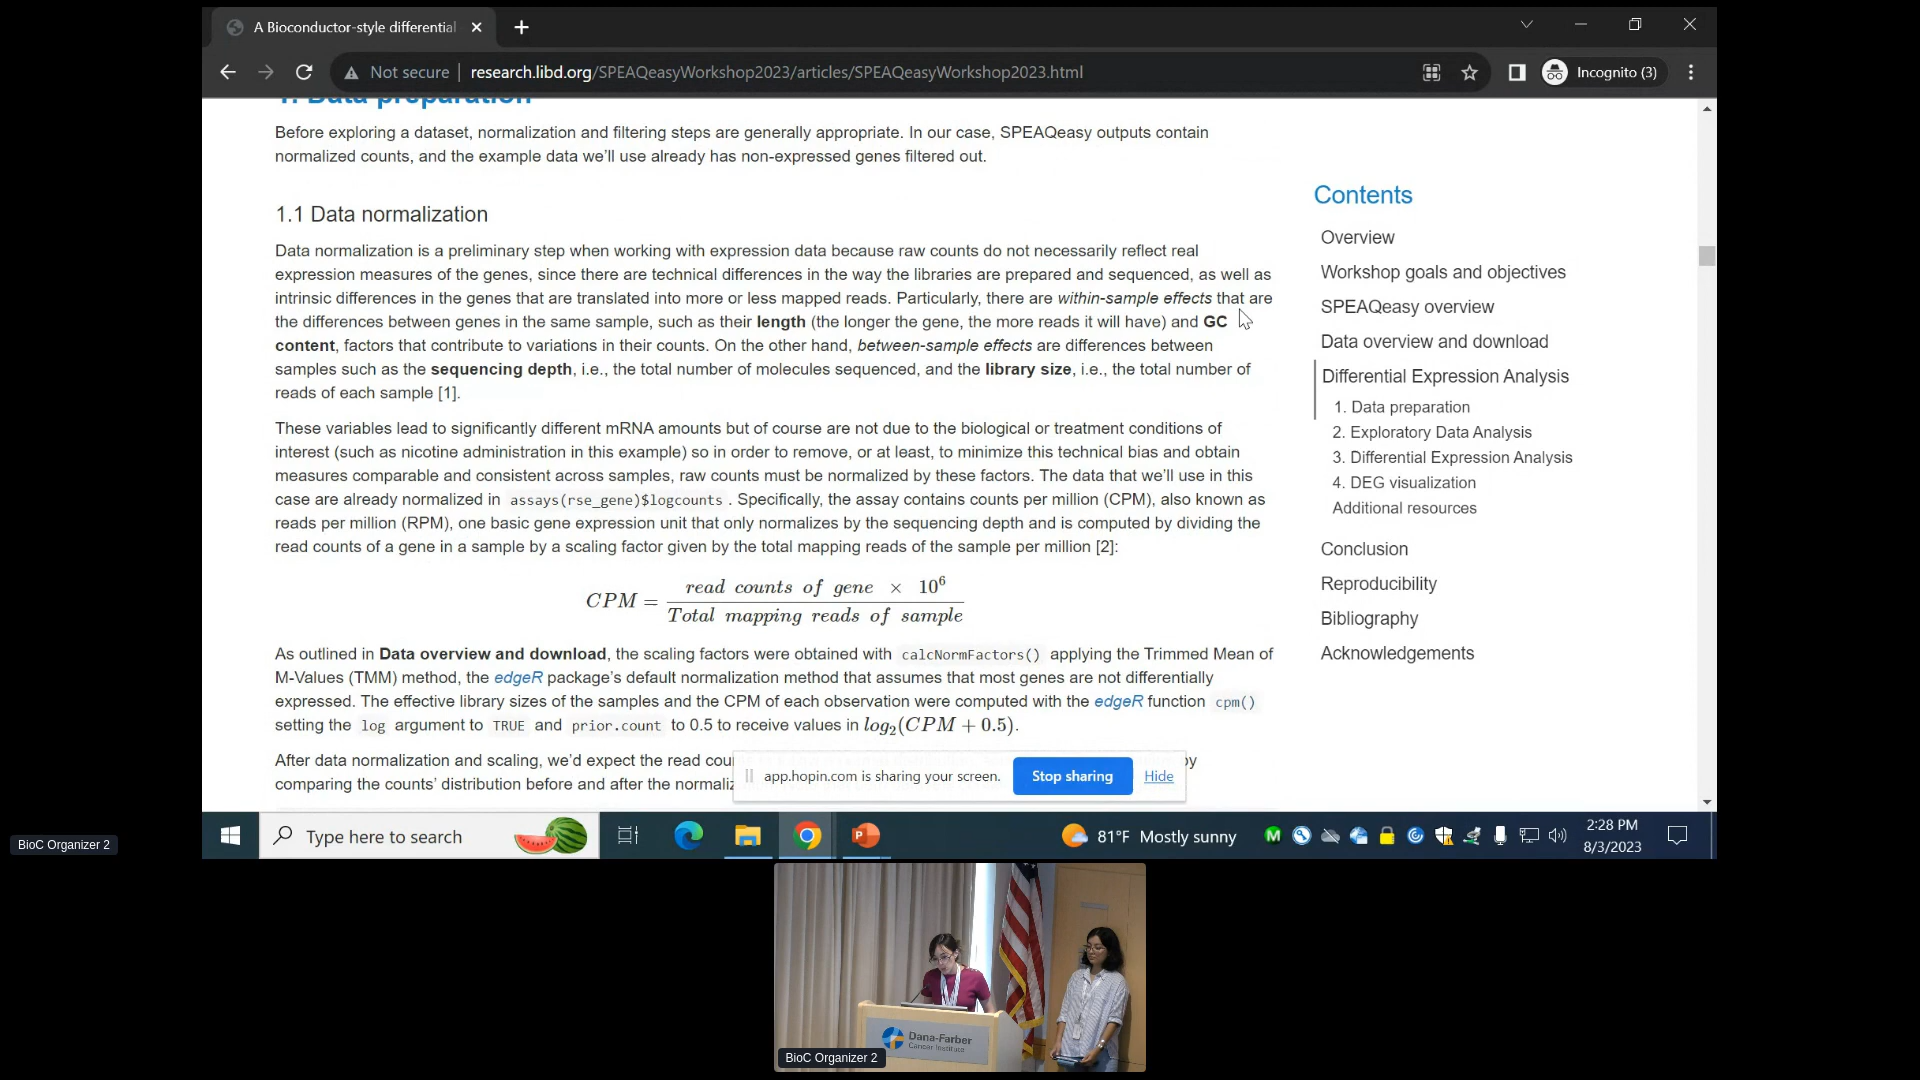 A Bioconductor-style differential
Not secure
research.libd.org/SPEAQeasyWorkshop2023/articles/SPEAQeasyWorkshop2023.html
Incognito (3)
1. Data preparation
Before exploring a dataset, normalization and filtering steps are generally appropriate. In our case, SPEAQeasy outputs contain
normalized counts, and the example data we'll use already has non-expressed genes filtered out.
1.1 Data normalization
Data normalization is a preliminary step when working with expression data because raw counts do not necessarily reflect real
expression measures of the genes, since there are technical differences in the way the libraries are prepared and sequenced, as well as
intrinsic differences in the genes that are translated into more or less mapped reads. Particularly, there are within-sample effects that are
the differences between genes in the same sample, such as their length (the longer the gene, the more reads it will have) and GC
content, factors that contribute to variations in their counts. On the other hand, between-sample effects are differences between
samples such as the sequencing depth, i.e., the total number of molecules sequenced, and the library size, i.e., the total number of
reads of each sample [1].
These variables lead to significantly different mRNA amounts but of course are not due to the biological or treatment conditions of
interest (such as nicotine administration in this example) so in order to remove, or at least, to minimize this technical bias and obtain
measures comparable and consistent across samples, raw counts must be normalized by these factors. The data that we'll use in this
case are already normalized in assays(rse_gene)$logcounts . Specifically, the assay contains counts per million (CPM), also known as
reads per million (RPM), one basic gene expression unit that only normalizes by the sequencing depth and is computed by dividing the
read counts of a gene in a sample by a scaling factor given by the total mapping reads of the sample per million [2]:
CPM = read counts of gene × 10^6 / Total mapping reads of sample
As outlined in Data overview and download, the scaling factors were obtained with calcNormFactors() applying the Trimmed Mean of
M-Values (TMM) method, the edgeR package's default normalization method that assumes that most genes are not differentially
expressed. The effective library sizes of the samples and the CPM of each observation were computed with the edgeR function cpm()
setting the log argument to TRUE and prior.count to 0.5 to receive values in log2(CPM + 0.5).
After data normalization and scaling, we'd expect the read cou by
comparing the counts' distribution before and after the normaliz
Contents
Overview
Workshop goals and objectives
SPEAQeasy overview
Data overview and download
Differential Expression Analysis
1. Data preparation
2. Exploratory Data Analysis
3. Differential Expression Analysis
4. DEG visualization
Additional resources
Conclusion
Reproducibility
Bibliography
Acknowledgements
app.hopin.com is sharing your screen.
Stop sharing
Hide
Type here to search
81°F Mostly sunny
2:28 PM
8/3/2023
BioC Organizer 2
Dana-Farber
Cancer Institute
BioC Organizer 2